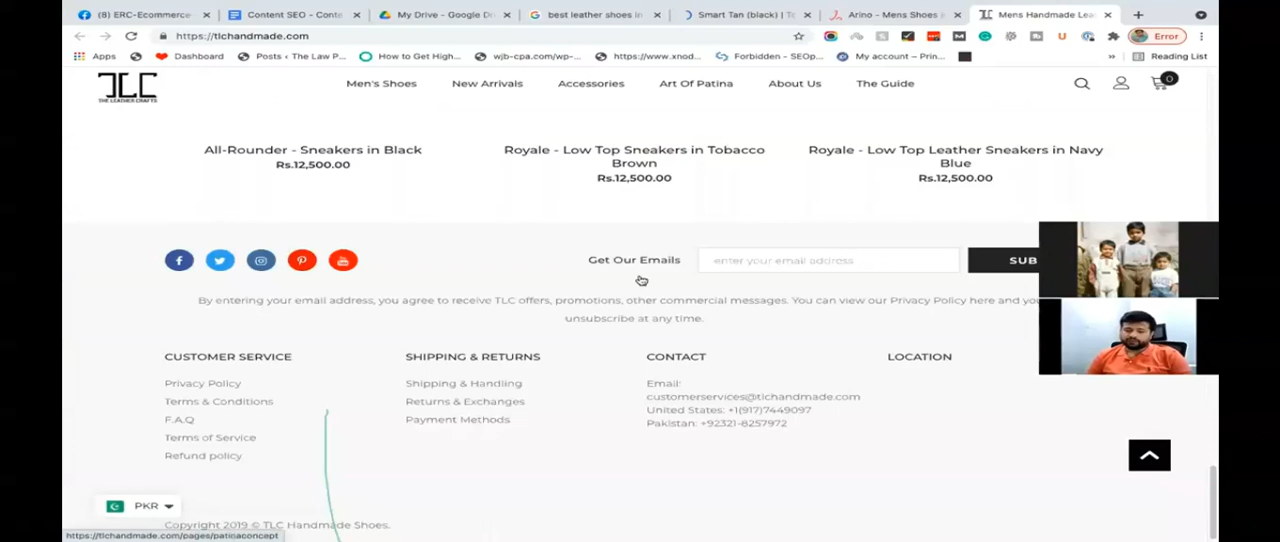 (8) ERC-Ecommerce
Content SEO - Conte
My Drive - Google Dr
best leather shoes in
Smart Tan (black) | T
Arino - Mens Shoes
Mens Handmade Lea
https://tlchandmade.com
Error
Apps
Dashboard
Posts ‹ The Law P...
How to Get High...
wjb-cpa.com/wp-...
https://www.xnod...
Forbidden - SEOp...
My account – Prin...
Reading List
TLC
THE LEATHER CRAFTS
Men's Shoes
New Arrivals
Accessories
Art Of Patina
About Us
The Guide
0
All-Rounder - Sneakers in Black
Rs.12,500.00
Royale - Low Top Sneakers in Tobacco
Brown
Rs.12,500.00
Royale - Low Top Leather Sneakers in Navy
Blue
Rs.12,500.00
Get Our Emails
enter your email address
SUB
By entering your email address, you agree to receive TLC offers, promotions, other commercial messages. You can view our Privacy Policy here and you
unsubscribe at any time.
CUSTOMER SERVICE
Privacy Policy
Terms & Conditions
F.A.Q
Terms of Service
Refund policy
SHIPPING & RETURNS
Shipping & Handling
Returns & Exchanges
Payment Methods
CONTACT
Email:
customerservices@tlchandmade.com
United States: +1(917)7449097
Pakistan: +92321-8257972
LOCATION
PKR
Copyright 2019 © TLC Handmade Shoes.
https://tlchandmade.com/pages/patinaconcept